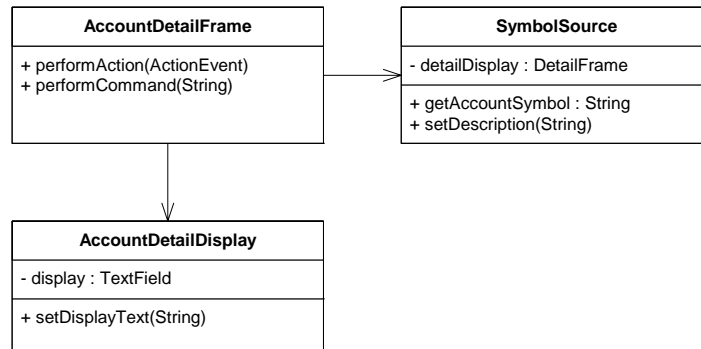 AccountDetailFrame
+ performAction(ActionEvent)
+ performCommand(String)
SymbolSource
- detailDisplay : DetailFrame
+ getAccountSymbol : String
+ setDescription(String)
AccountDetailDisplay
- display : TextField
+ setDisplayText(String)